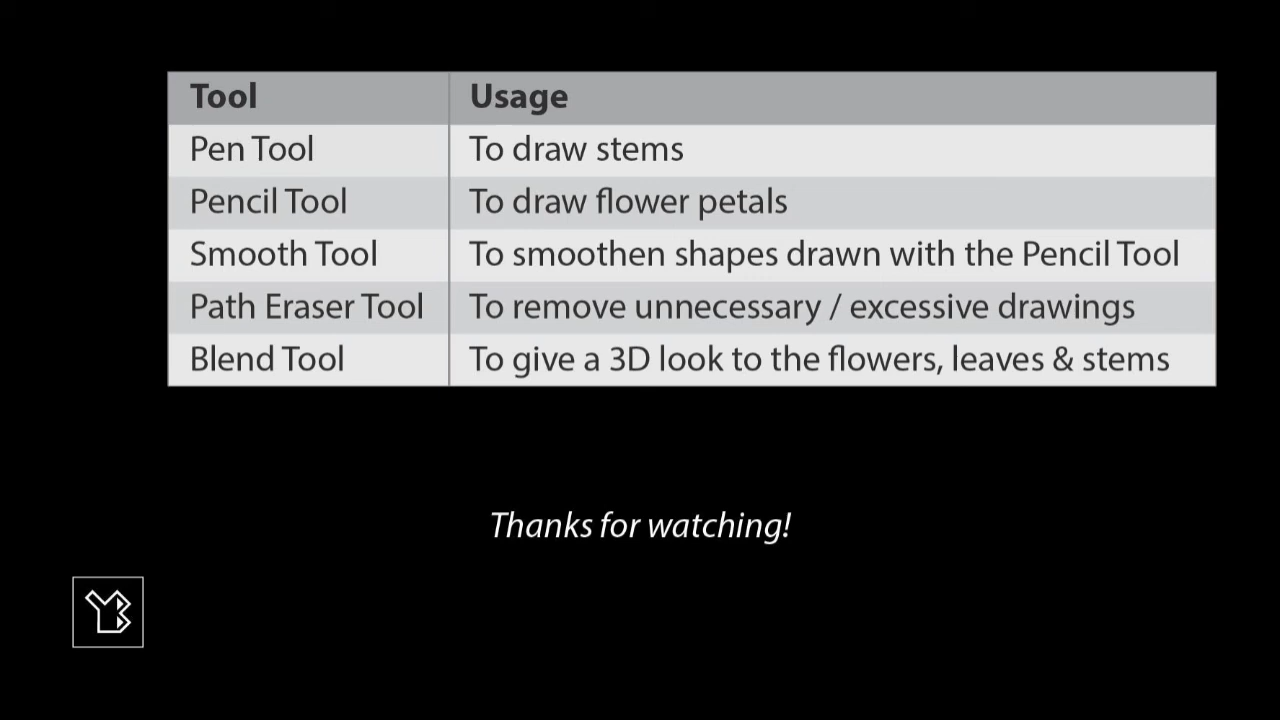 Tool Usage
Pen Tool To draw stems
Pencil Tool To draw flower petals
Smooth Tool To smoothen shapes drawn with the Pencil Tool
Path Eraser Tool To remove unnecessary / excessive drawings
Blend Tool To give a 3D look to the flowers, leaves & stems
Thanks for watching!
YB